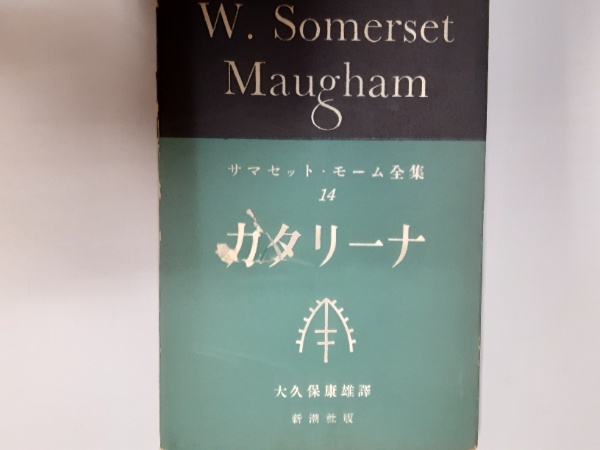 W. Somerset
Maugham
サマセット・モーム全集
14
カタリーナ
大久保康雄譯
新潮社版